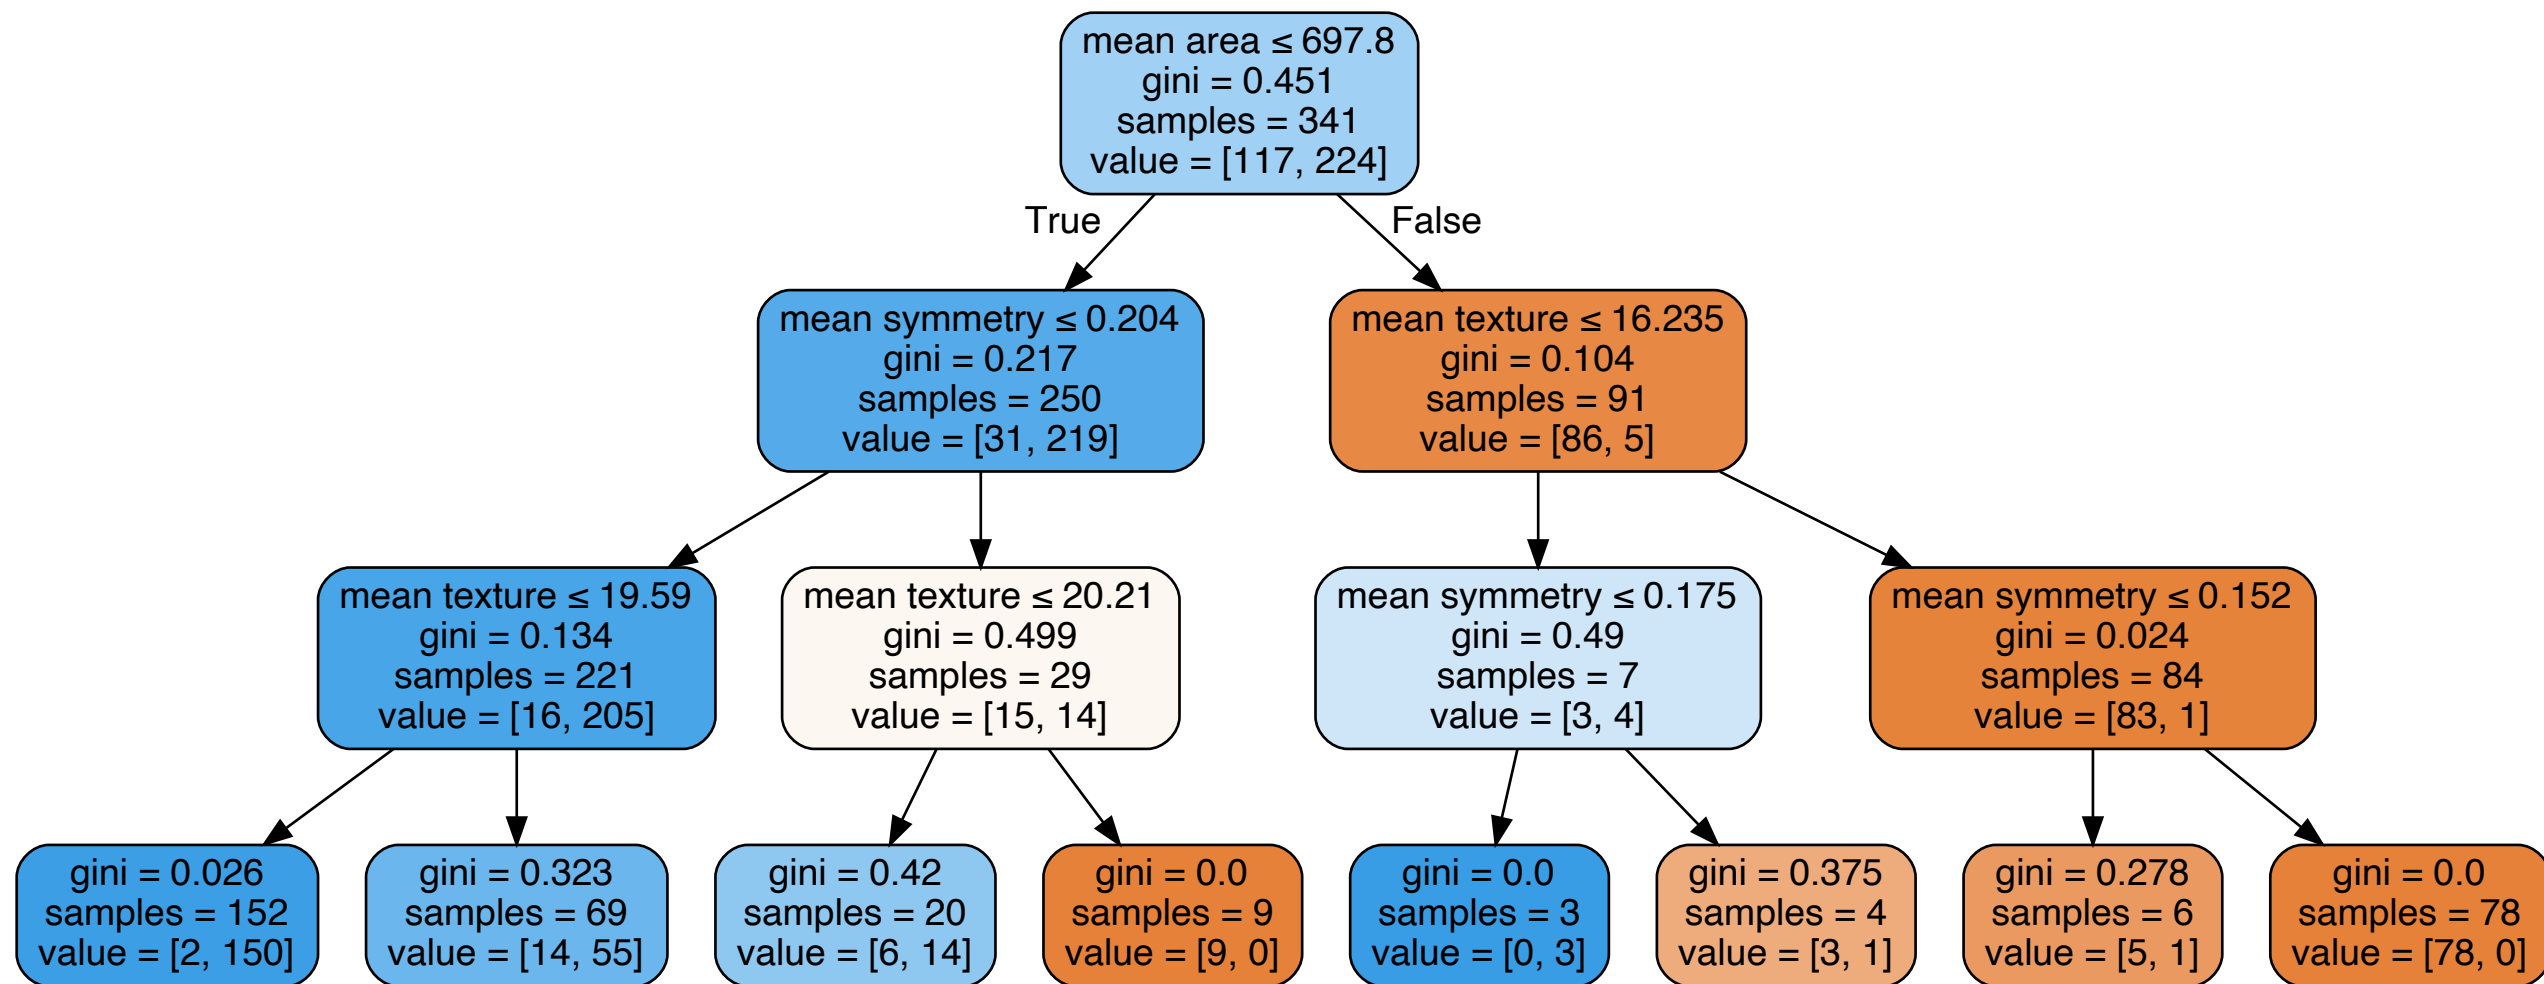 mean area ≤ 697.8
gini = 0.451
samples = 341
value = [117, 224]
True
False
mean symmetry ≤ 0.204
gini = 0.217
samples = 250
value = [31, 219]
mean texture ≤ 16.235
gini = 0.104
samples = 91
value = [86, 5]
mean texture ≤ 19.59
gini = 0.134
samples = 221
value = [16, 205]
mean texture ≤ 20.21
gini = 0.499
samples = 29
value = [15, 14]
mean symmetry ≤ 0.175
gini = 0.49
samples = 7
value = [3, 4]
mean symmetry ≤ 0.152
gini = 0.024
samples = 84
value = [83, 1]
gini = 0.026
samples = 152
value = [2, 150]
gini = 0.323
samples = 69
value = [14, 55]
gini = 0.42
samples = 20
value = [6, 14]
gini = 0.0
samples = 9
value = [9, 0]
gini = 0.0
samples = 3
value = [0, 3]
gini = 0.375
samples = 4
value = [3, 1]
gini = 0.278
samples = 6
value = [5, 1]
gini = 0.0
samples = 78
value = [78, 0]